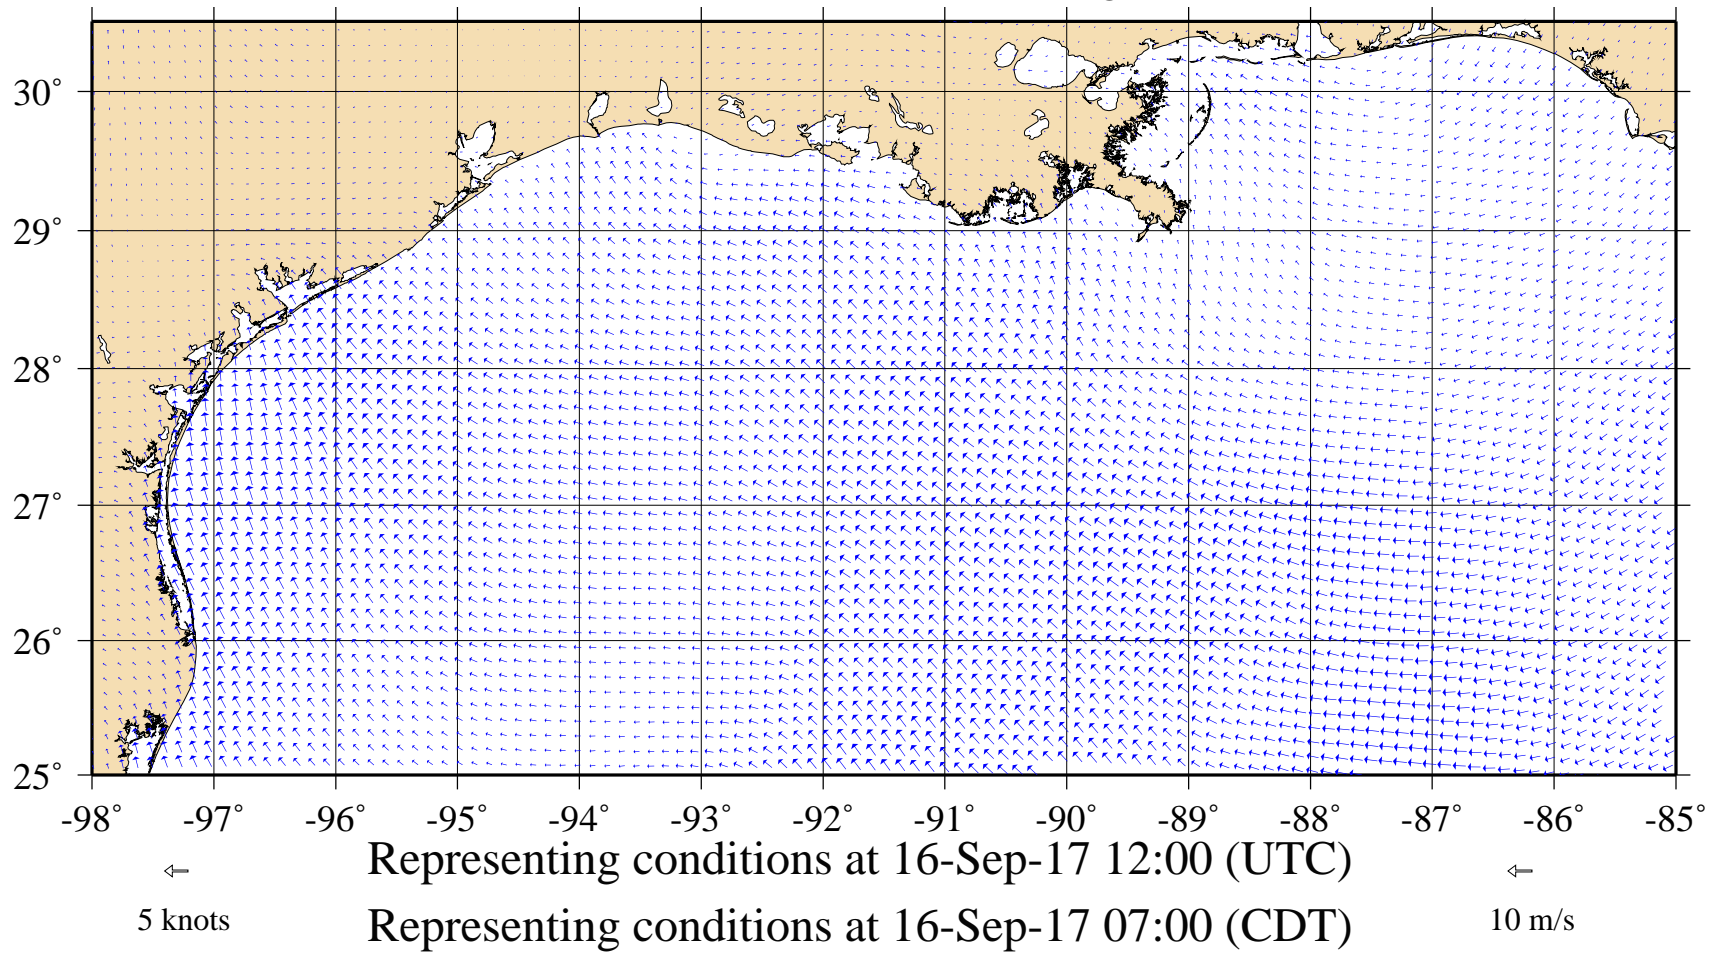 30°
29°
28°
27°
26°
25°
-98° -97° -96° -95° -94° -93° -92° -91° -90° -89° -88° -87° -86° -85°
Representing conditions at 16-Sep-17 12:00 (UTC)
5 knots
Representing conditions at 16-Sep-17 07:00 (CDT)
10 m/s